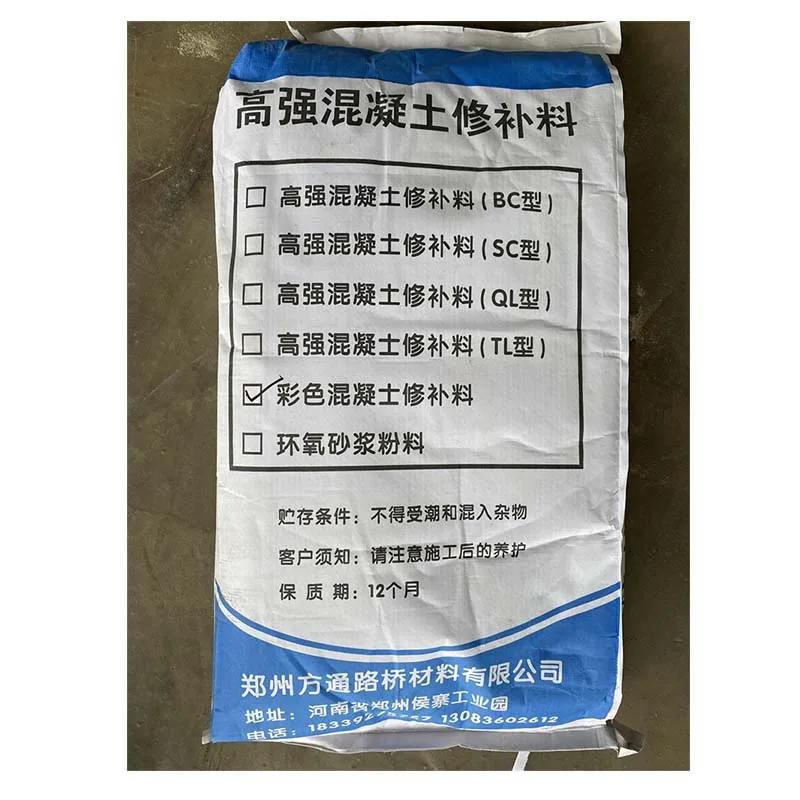 高强混凝土修补料
□ 高强混凝土修补料(BC型)
□ 高强混凝土修补料(SC型)
□ 高强混凝土修补料(QL型)
□ 高强混凝土修补料(TL型)
☑ 彩色混凝土修补料
□ 环氧砂浆粉料
贮存条件：不得受潮和混入杂物
客户须知：请注意施工后的养护
保 质 期：12个月
郑州方通路桥材料有限公司
地址：河南省郑州侯寨工业园
电话： 13083602612